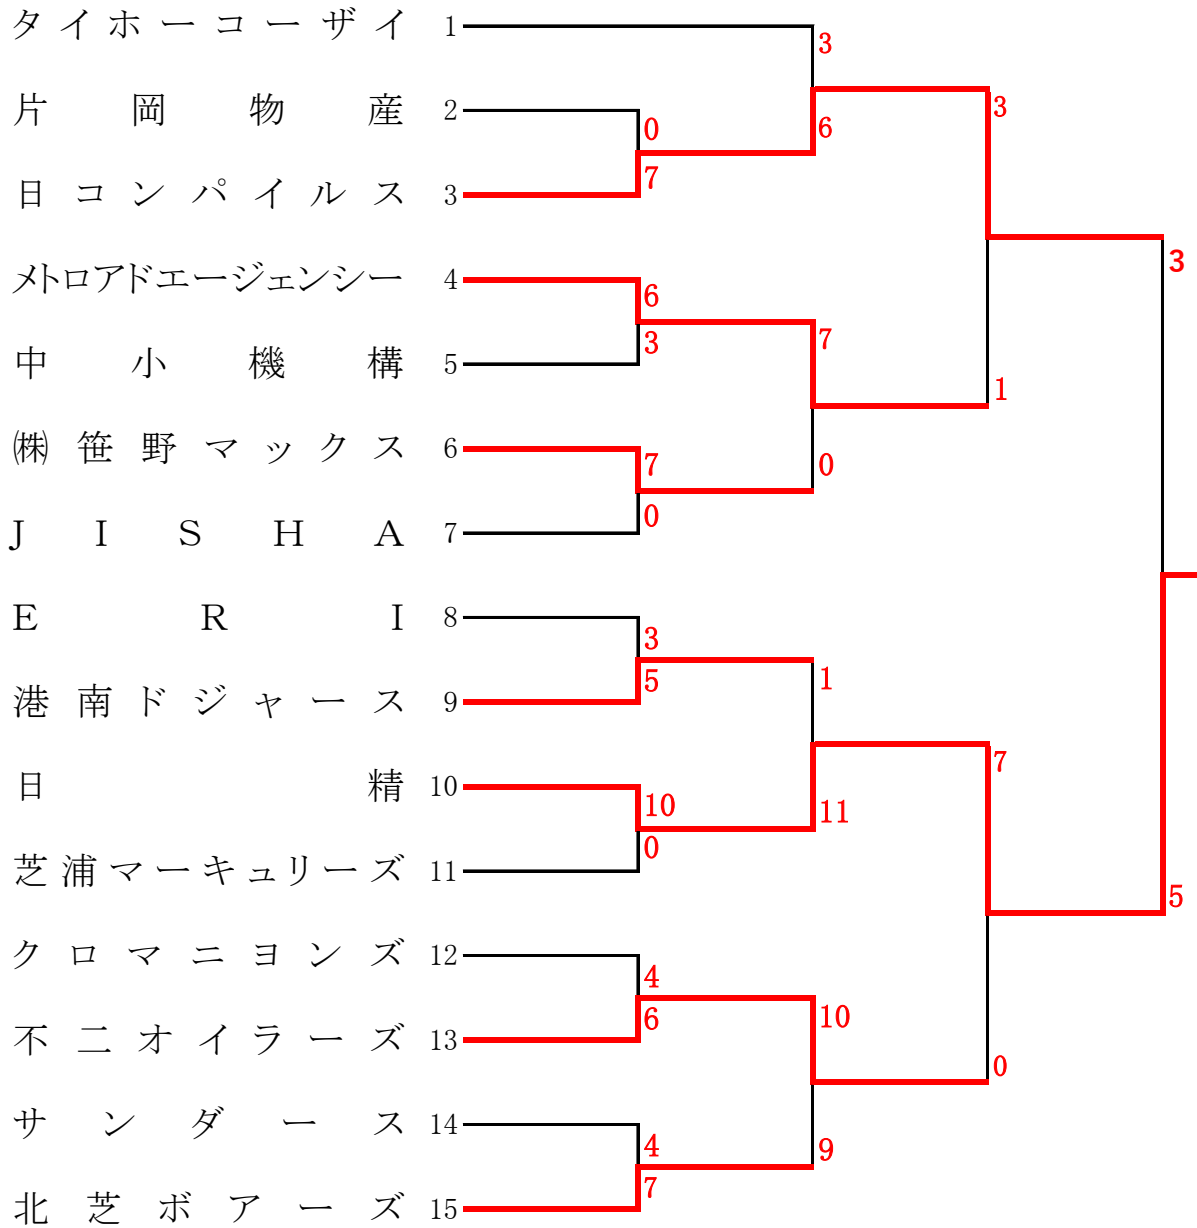 タイホーコーザイ 1
3
片岡物産 2
0
3
6
日コンパイルス 3
7
メトロアドエージェンシー 4
6
3
7
中小機構 5
3
1
㈱笹野マックス 6
7
0
JISHA 7
0
ERI 8
3
港南ドジャース 9
5
1
日精 10
10
7
11
芝浦マーキュリーズ 11
0
5
クロマニヨンズ 12
4
不二オイラーズ 13
6
10
0
サンダース 14
4
9
北芝ボアーズ 15
7